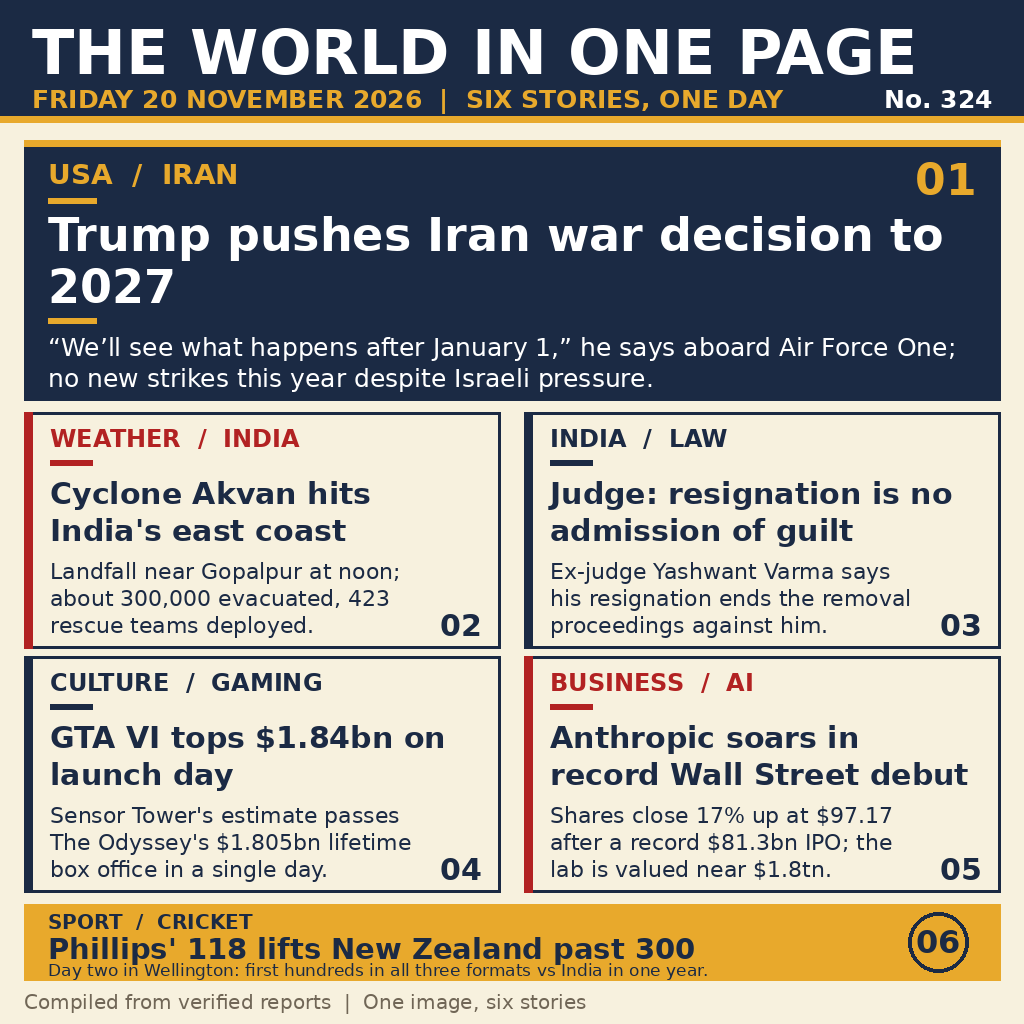 THE WORLD IN ONE PAGE
FRIDAY 20 NOVEMBER 2026 | SIX STORIES, ONE DAY No. 324
USA / IRAN 01
Trump pushes Iran war decision to
2027
“We’ll see what happens after January 1,” he says aboard Air Force One;
no new strikes this year despite Israeli pressure.
WEATHER / INDIA
Cyclone Akvan hits
India's east coast
Landfall near Gopalpur at noon;
about 300,000 evacuated, 423
rescue teams deployed. 02
INDIA / LAW
Judge: resignation is no
admission of guilt
Ex-judge Yashwant Varma says
his resignation ends the removal
proceedings against him. 03
CULTURE / GAMING
GTA VI tops $1.84bn on
launch day
Sensor Tower's estimate passes
The Odyssey's $1.805bn lifetime
box office in a single day. 04
BUSINESS / AI
Anthropic soars in
record Wall Street debut
Shares close 17% up at $97.17
after a record $81.3bn IPO; the
lab is valued near $1.8tn. 05
SPORT / CRICKET
Phillips' 118 lifts New Zealand past 300
Day two in Wellington: first hundreds in all three formats vs India in one year.
06
Compiled from verified reports | One image, six stories